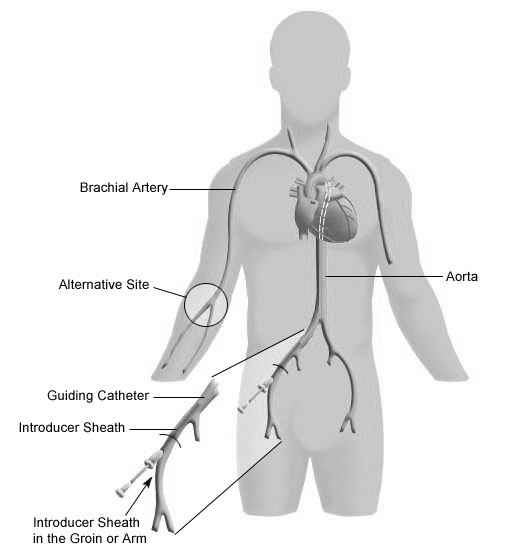 Brachial Artery
Aorta
Alternative Site
Guiding Catheter
Introducer Sheath
Introducer Sheath
in the Groin or Arm